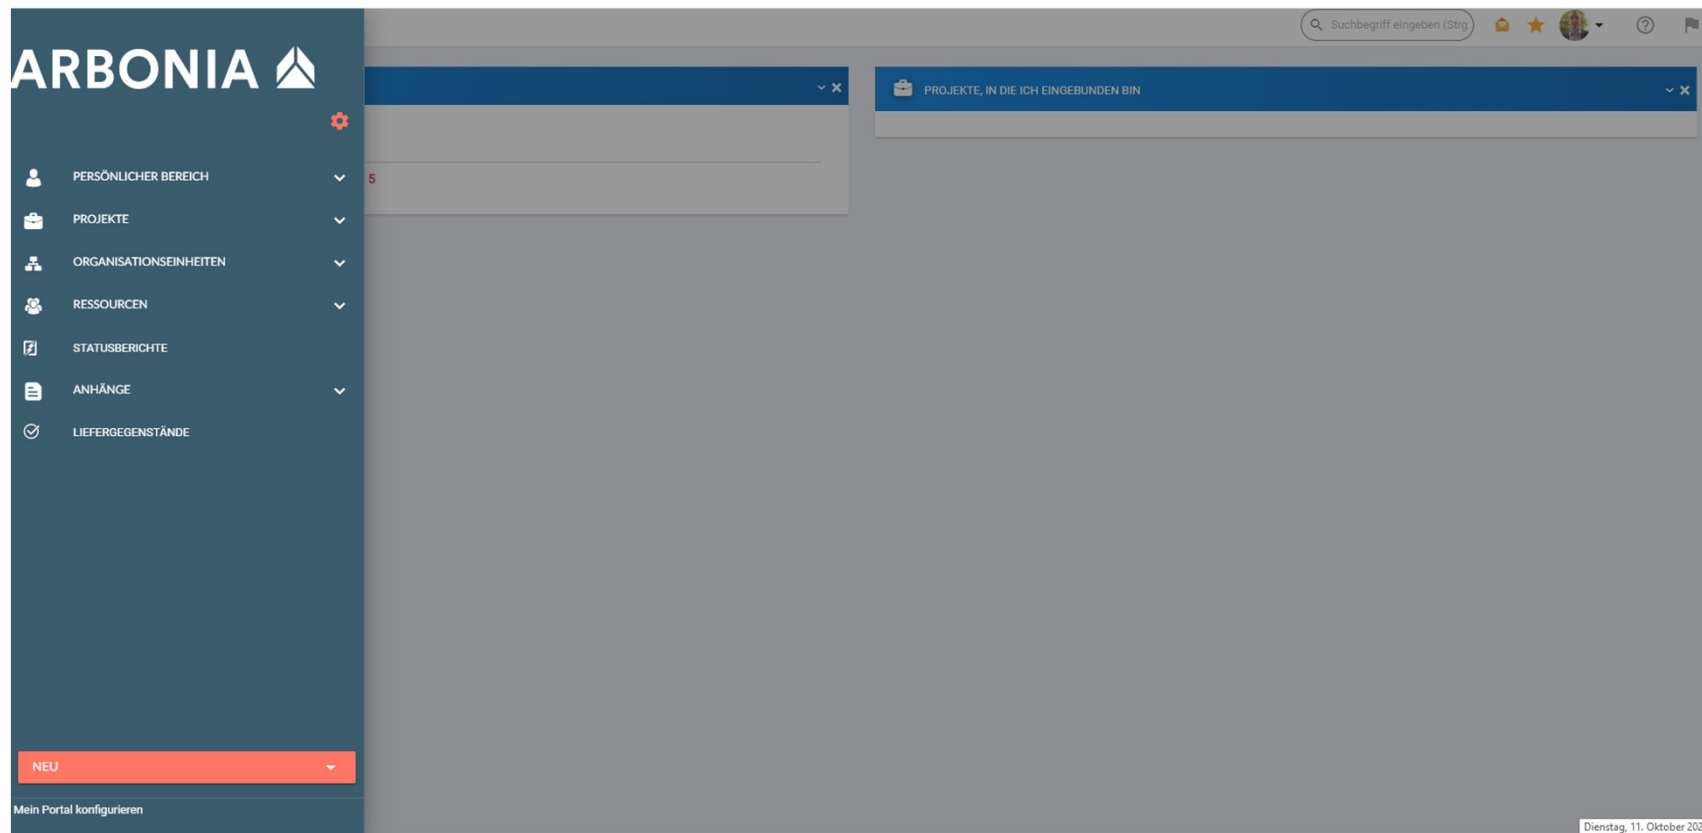 ARBONIA
Suchbegriff eingeben (Strg
PROJEKTE, IN DIE ICH EINGEBUNDEN BIN
5
PERSÖNLICHER BEREICH
PROJEKTE
ORGANISATIONSEINHEITEN
RESSOURCEN
STATUSBERICHTE
ANHÄNGE
LIEFERGEGENSTÄNDE
NEU
Mein Portal konfigurieren
Dienstag, 11. Oktober 202